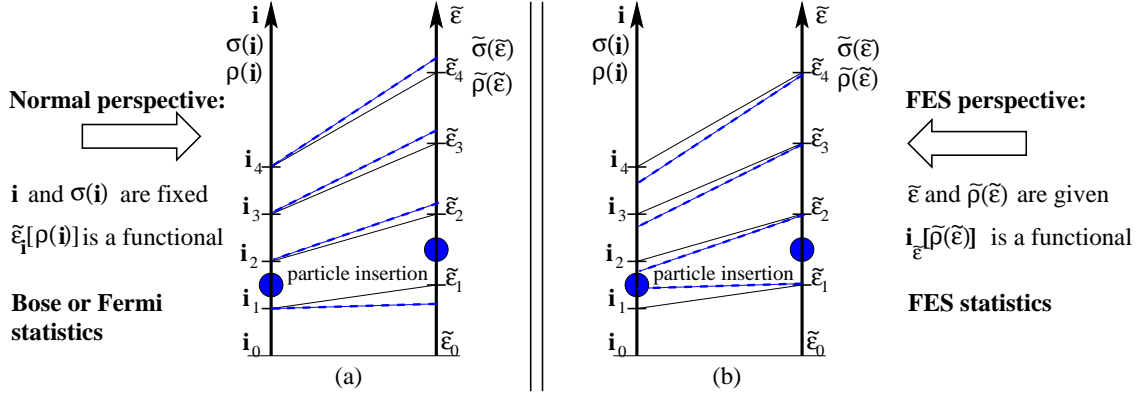 Normal perspective:
i and σ(i) are fixed
ε̃ᵢ[ρ(i)] is a functional
Bose or Fermi
statistics
i
σ(i)
ρ(i)
i₄
i₃
i₂
i₁
i₀
particle insertion
ε̃
σ̃(ε̃)
ρ̃(ε̃)
ε̃₄
ε̃₃
ε̃₂
ε̃₁
ε̃₀
(a)
i
σ(i)
ρ(i)
i₄
i₃
i₂
i₁
i₀
particle insertion
ε̃
σ̃(ε̃)
ρ̃(ε̃)
ε̃₄
ε̃₃
ε̃₂
ε̃₁
ε̃₀
(b)
FES perspective:
ε̃ and ρ̃(ε̃) are given
i_ε̃[ρ̃(ε̃)] is a functional
FES statistics